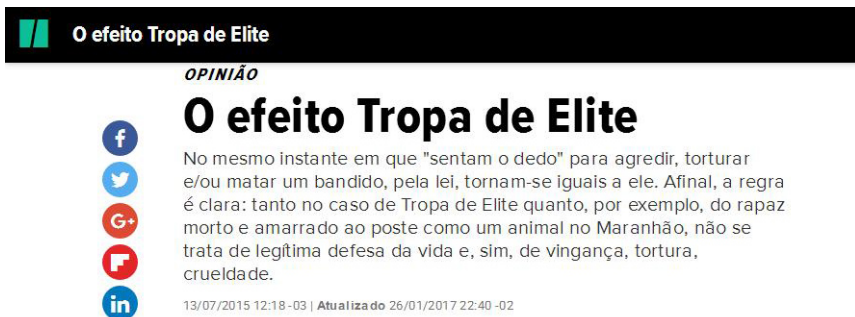 O efeito Tropa de Elite
OPINIÃO
O efeito Tropa de Elite
No mesmo instante em que "sentam o dedo" para agredir, torturar
e/ou matar um bandido, pela lei, tornam-se iguais a ele. Afinal, a regra
é clara: tanto no caso de Tropa de Elite quanto, por exemplo, do rapaz
morto e amarrado ao poste como um animal no Maranhão, não se
trata de legítima defesa da vida e, sim, de vingança, tortura,
crueldade.
13/07/2015 12:18 -03 | Atualizado 26/01/2017 22:40 -02